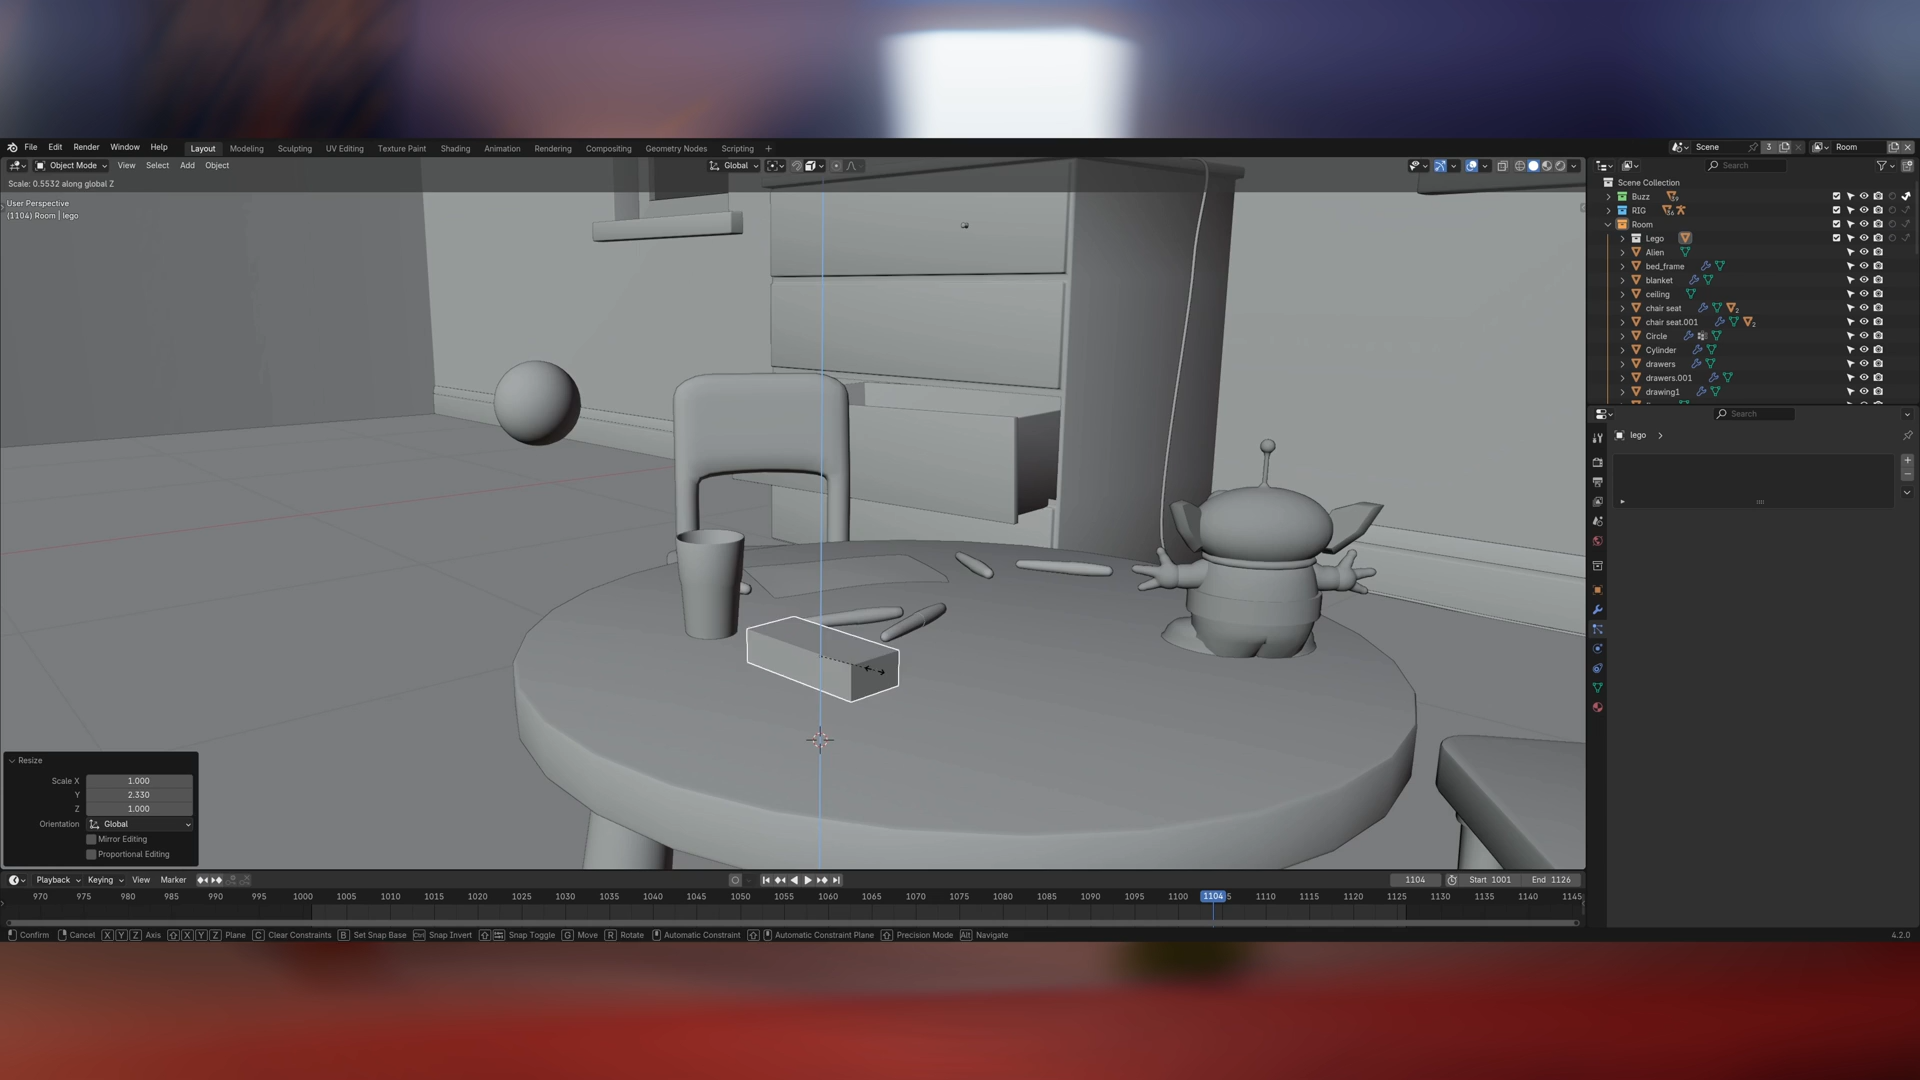 File Edit Render Window Help Layout Modeling Sculpting UV Editing Texture Paint Shading Animation Rendering Compositing Geometry Nodes Scripting + Scene 3 Room
Object Mode View Select Add Object Global Search
Scale: 0.5532 along global Z
Scene Collection
User Perspective
(1104) Room | lego
Buzz
RIG
Room
Lego
Alien
bed_frame
blanket
ceiling
chair seat 2
chair seat.001 2
Circle
Cylinder
drawers
drawers.001
drawing1
Search
lego
Resize
Scale X 1.000
Y 2.330
Z 1.000
Orientation Global
Mirror Editing
Proportional Editing
Playback Keying View Marker 1104 Start 1001 End 1126
970 975 980 985 990 995 1000 1005 1010 1015 1020 1025 1030 1035 1040 1045 1050 1055 1060 1065 1070 1075 1080 1085 1090 1095 1100 1104 5 1110 1115 1120 1125 1130 1135 1140 1145
Confirm Cancel X Y Z Axis X Y Z Plane C Clear Constraints B Set Snap Base Ctrl Snap Invert Snap Toggle G Move R Rotate Automatic Constraint Automatic Constraint Plane Precision Mode Alt Navigate 4.2.0